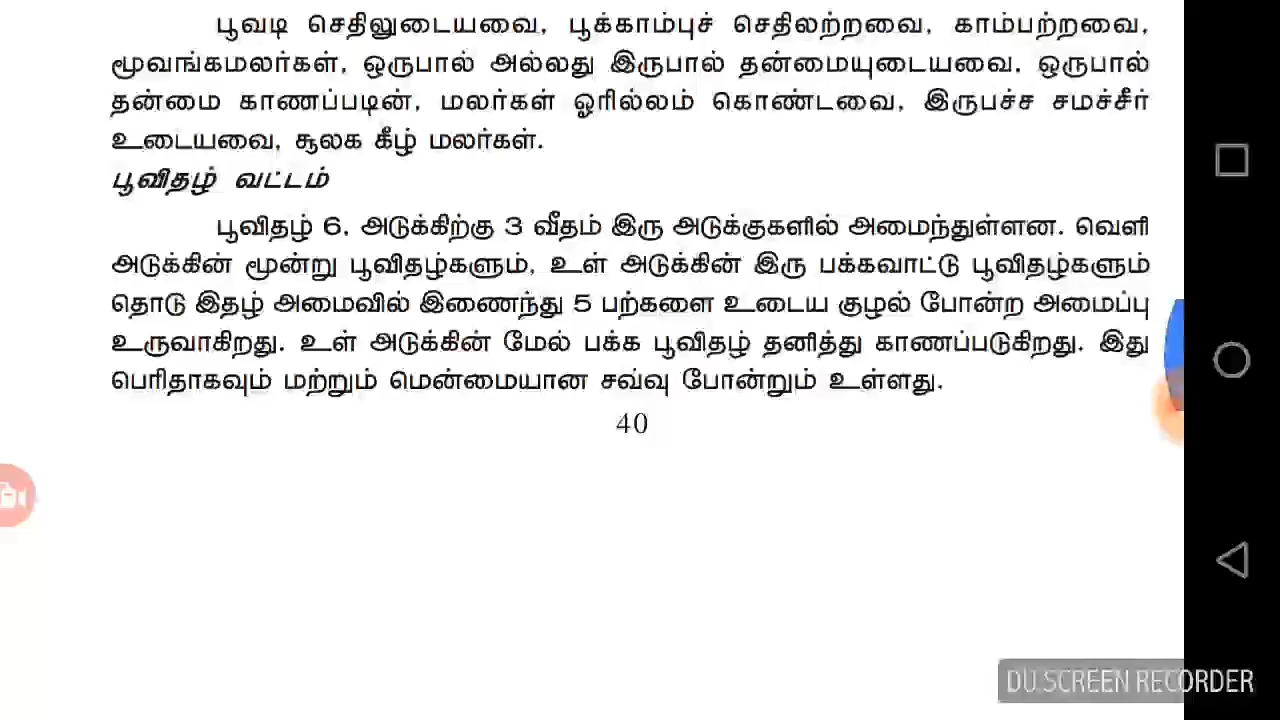 பூவடி செதிலுடையவை, பூக்காம்புச் செதிலற்றவை, காம்பற்றவை,
மூவங்கமலர்கள், ஒருபால் அல்லது இருபால் தன்மையுடையவை, ஒருபால்
தன்மை காணப்படின், மலர்கள் ஓரில்லம் கொண்டவை, இருபச்ச சமச்சீர்
உடையவை, சூலக கீழ் மலர்கள்.
பூவிதழ் வட்டம்
பூவிதழ் 6, அடுக்கிற்கு 3 வீதம் இரு அடுக்குகளில் அமைந்துள்ளன. வெளி
அடுக்கின் மூன்று பூவிதழ்களும், உள் அடுக்கின் இரு பக்கவாட்டு பூவிதழ்களும்
தொடு இதழ் அமைவில் இணைந்து 5 பற்களை உடைய குழல் போன்ற அமைப்பு
உருவாகிறது. உள் அடுக்கின் மேல் பக்க பூவிதழ் தனித்து காணப்படுகிறது. இது
பெரிதாகவும் மற்றும் மென்மையான சவ்வு போன்றும் உள்ளது.
40
DU SCREEN RECORDER